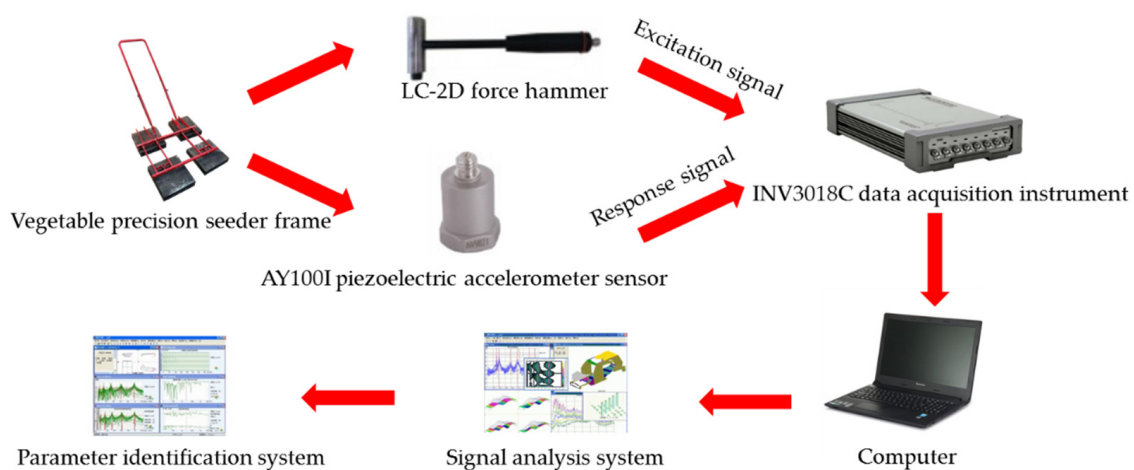 LC-2D force hammer
Excitation signal
Vegetable precision seeder frame
Response signal
INV3018C data acquisition instrument
AY100I piezoelectric accelerometer sensor
Parameter identification system
Signal analysis system
Computer